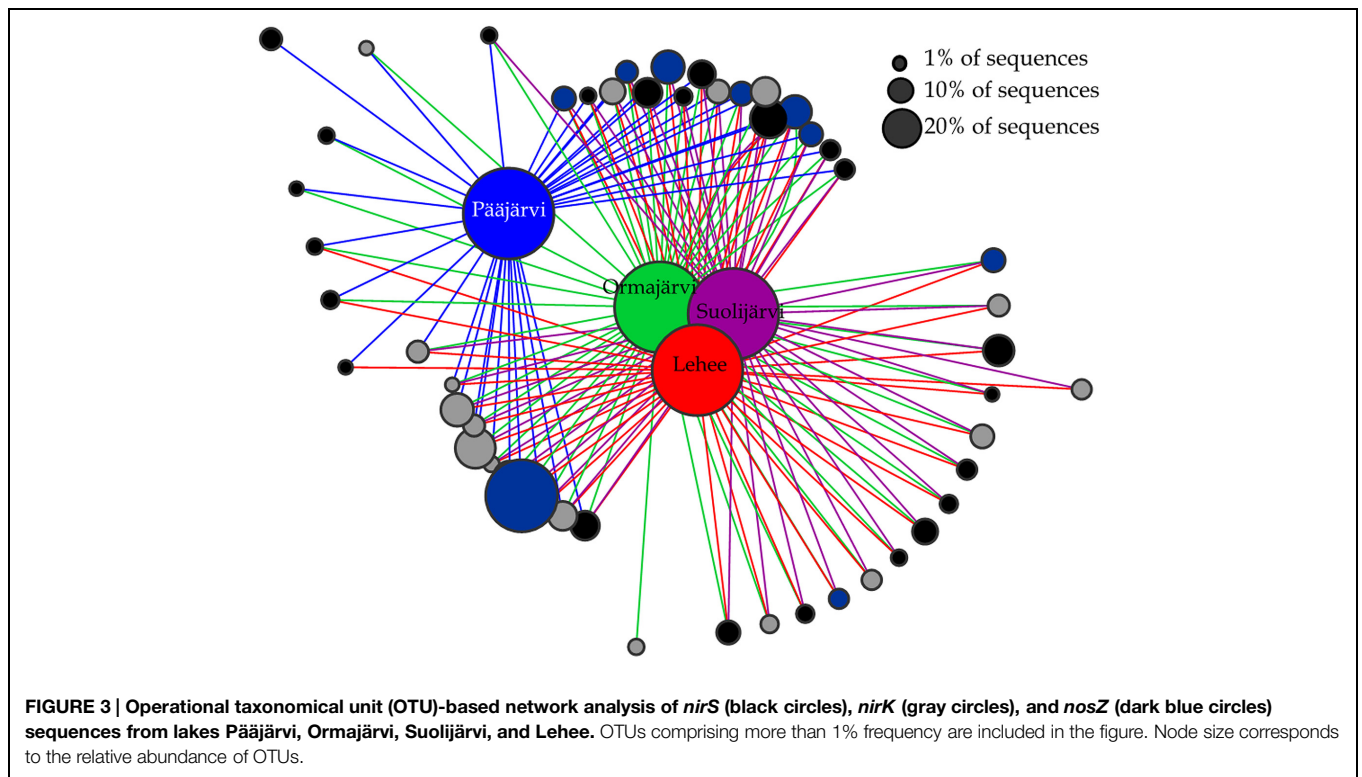 1% of sequences
10% of sequences
20% of sequences
Pääjärvi
Ormajärvi
Suolijärvi
Lehee
FIGURE 3 | Operational taxonomical unit (OTU)-based network analysis of nirS (black circles), nirK (gray circles), and nosZ (dark blue circles)
sequences from lakes Pääjärvi, Ormajärvi, Suolijärvi, and Lehee. OTUs comprising more than 1% frequency are included in the figure. Node size corresponds
to the relative abundance of OTUs.